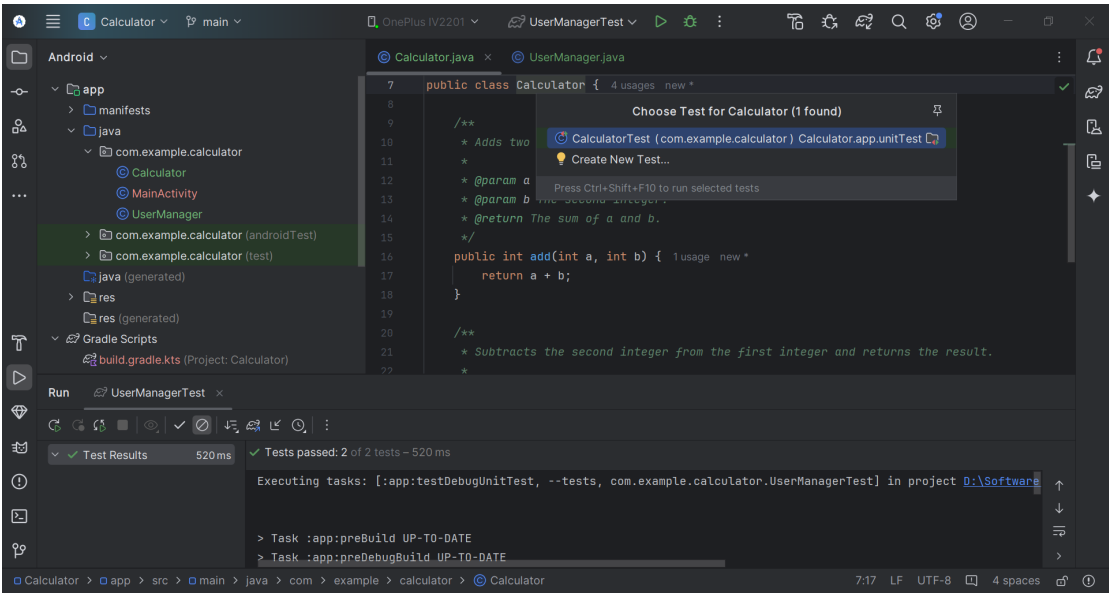 C Calculator main OnePlus IV2201 UserManagerTest
Android
Calculator.java UserManager.java
app
manifests
java
com.example.calculator
Calculator
MainActivity
UserManager
com.example.calculator (androidTest)
com.example.calculator (test)
java (generated)
res
res (generated)
Gradle Scripts
build.gradle.kts (Project: Calculator)
7 public class Calculator { 4 usages new *
8
9 /**
10 * Adds two
11 *
12 * @param a
13 * @param b The second integer.
14 * @return The sum of a and b.
15 */
16 public int add(int a, int b) { 1 usage new *
17 return a + b;
18 }
19
20 /**
21 * Subtracts the second integer from the first integer and returns the result.
22 *
Choose Test for Calculator (1 found)
CalculatorTest (com.example.calculator) Calculator.app.unitTest
Create New Test...
Press Ctrl+Shift+F10 to run selected tests
Run UserManagerTest
Test Results 520 ms
Tests passed: 2 of 2 tests – 520 ms
Executing tasks: [:app:testDebugUnitTest, --tests, com.example.calculator.UserManagerTest] in project D:\Software
> Task :app:preBuild UP-TO-DATE
> Task :app:preDebugBuild UP-TO-DATE
Calculator > app > src > main > java > com > example > calculator > Calculator 7:17 LF UTF-8 4 spaces